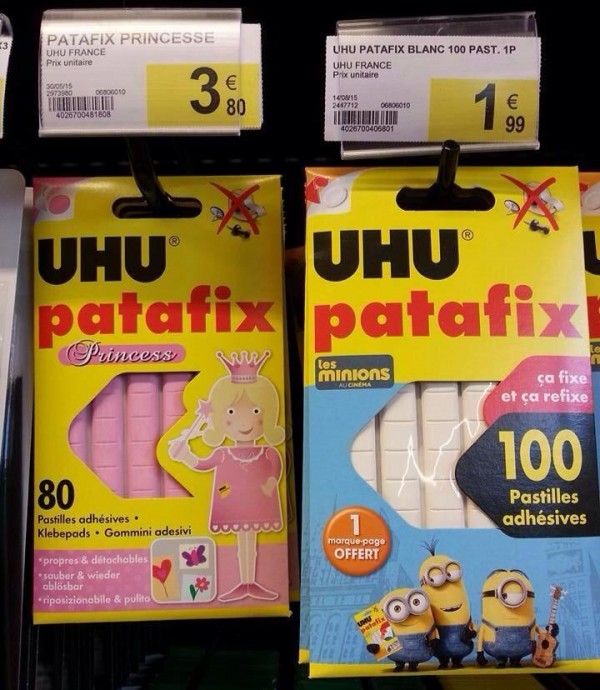 x3
PATAFIX PRINCESSE
UHU FRANCE
Prix unitaire
30/05/15
2973980 06806010
4026700481808
3 €
80
UHU PATAFIX BLANC 100 PAST. 1P
UHU FRANCE
Prix unitaire
14/08/15
2447712 06806010
4026700406801
1 €
99
UHU®
patafix
Princess
80
Pastilles adhésives •
Klebepads • Gommini adesivi
•propres & détachables
•sauber & wieder
ablösbar
•riposizionabile & pulito
UHU®
patafix
les
minions
AU CINÉMA
ça fixe
et ça refixe
100
Pastilles
adhésives
1
marque-page
OFFERT
UHU
patafix